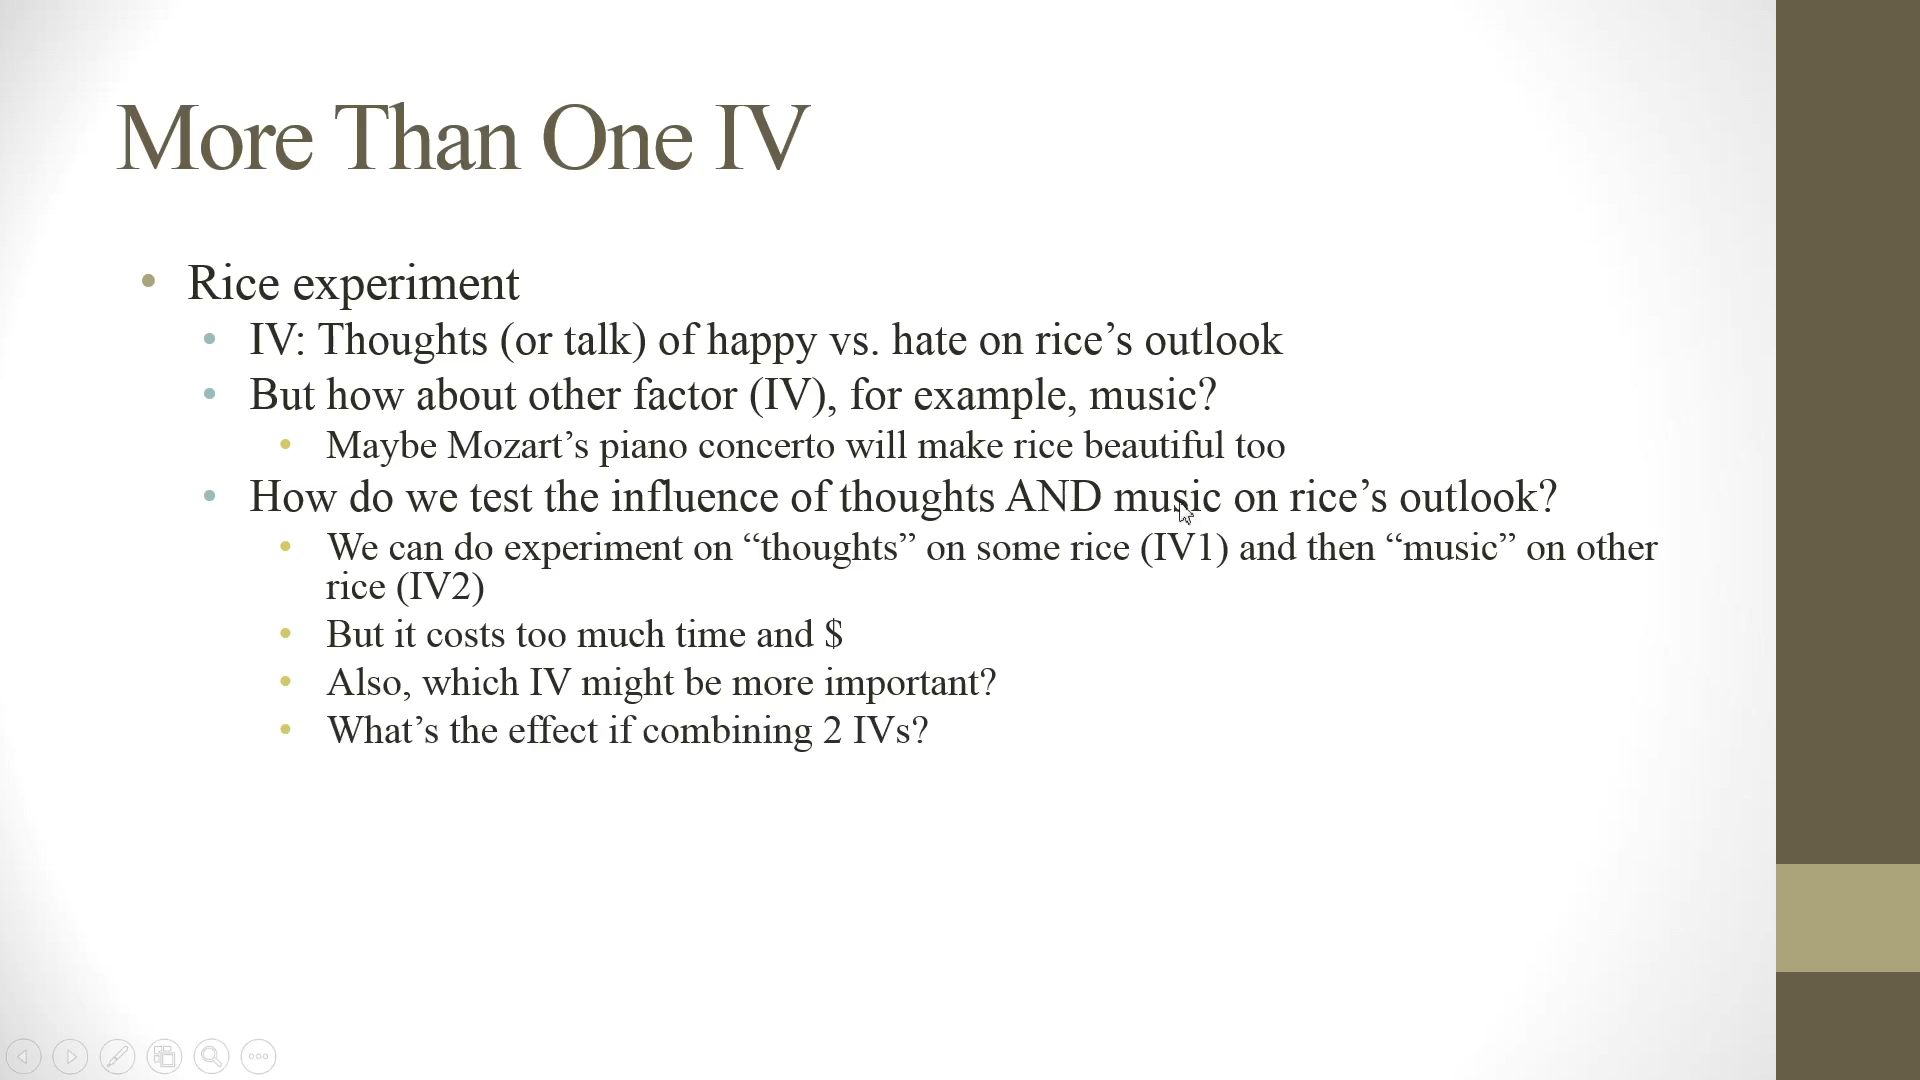 More Than One IV
• Rice experiment
• IV: Thoughts (or talk) of happy vs. hate on rice’s outlook
• But how about other factor (IV), for example, music?
• Maybe Mozart’s piano concerto will make rice beautiful too
• How do we test the influence of thoughts AND music on rice’s outlook?
• We can do experiment on “thoughts” on some rice (IV1) and then “music” on other
rice (IV2)
• But it costs too much time and $
• Also, which IV might be more important?
• What’s the effect if combining 2 IVs?